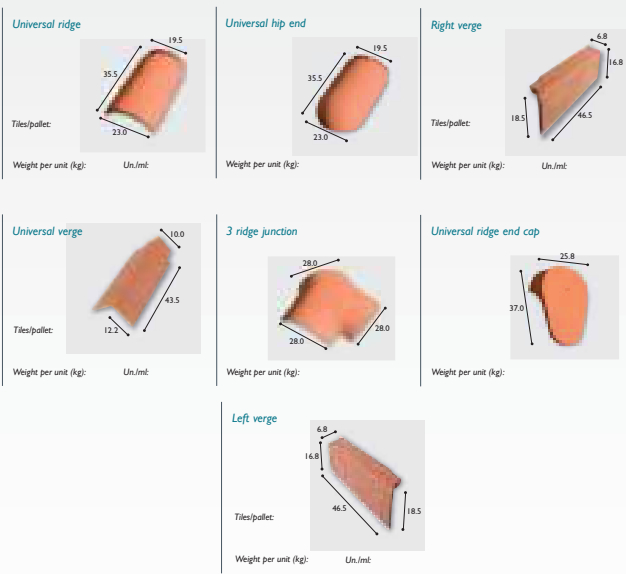 Universal ridge
19.5
35.5
23.0
Tiles/pallet:
Weight per unit (kg): Un./ml:
Universal hip end
19.5
35.5
23.0
Weight per unit (kg):
Right verge
6.8
16.8
18.5
46.5
Tiles/pallet:
Weight per unit (kg): Un./ml:
Universal verge
10.0
43.5
12.2
Tiles/pallet:
Weight per unit (kg): Un./ml:
3 ridge junction
28.0
28.0
28.0
Weight per unit (kg):
Universal ridge end cap
25.8
37.0
Weight per unit (kg):
Left verge
6.8
16.8
46.5
18.5
Tiles/pallet:
Weight per unit (kg): Un./ml: